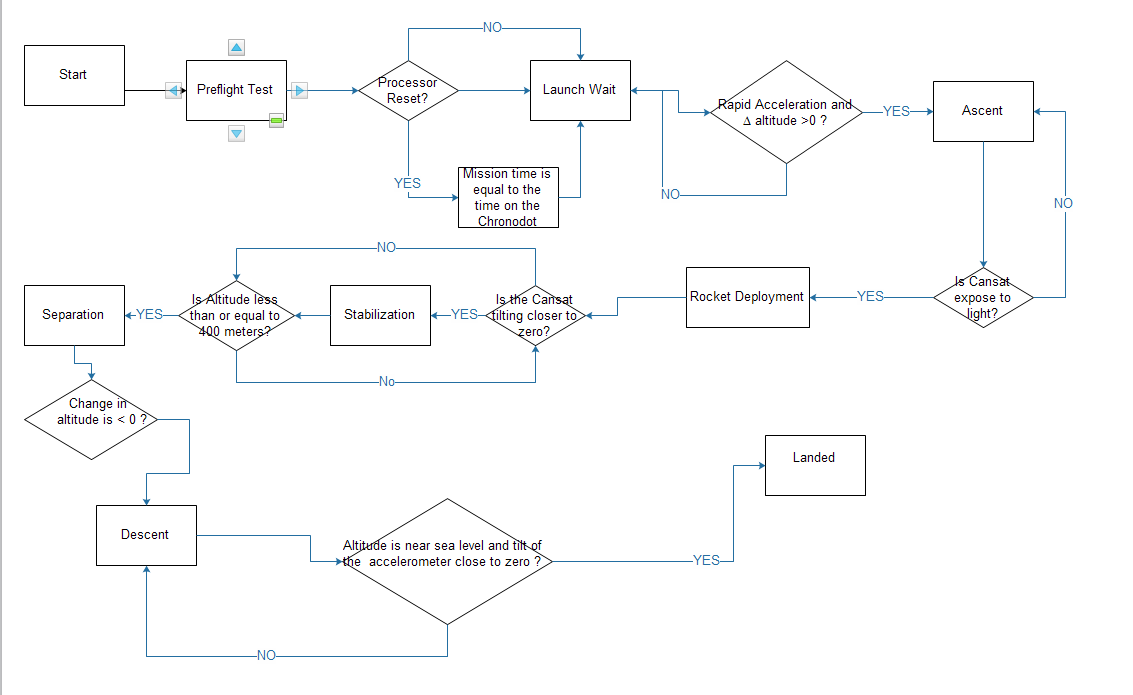 NO
Start
Preflight Test
Processor
Reset?
Launch Wait
Rapid Acceleration and
Δ altitude >0 ?
YES
Ascent
YES
Mission time is
equal to the
time on the
Chronodot
NO
NO
NO
Separation
YES
Is Altitude less
than or equal to
400 meters?
Stabilization
YES
Is the Cansat
tilting closer to
zero?
Rocket Deployment
YES
Is Cansat
expose to
light?
No
Change in
altitude is < 0 ?
Landed
Descent
Altitude is near sea level and tilt of
the accelerometer close to zero ?
YES
NO